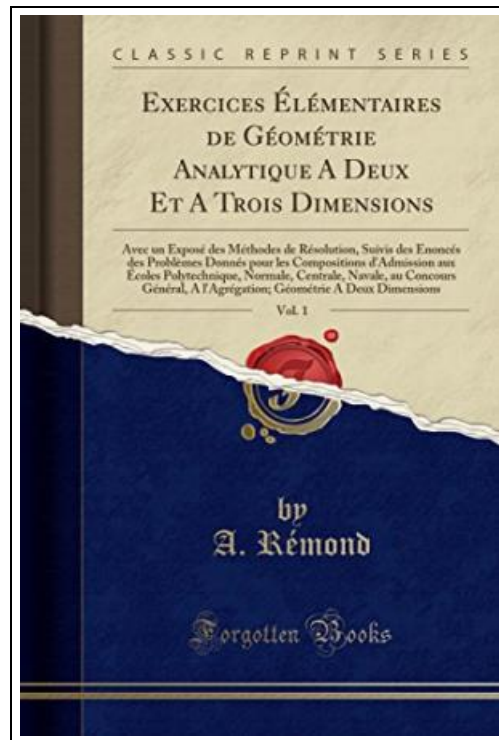 CLASSIC REPRINT SERIES
EXERCICES ÉLÉMENTAIRES
DE GÉOMÉTRIE
ANALYTIQUE A DEUX
ET A TROIS DIMENSIONS
Avec un Exposé des Méthodes de Résolution, Suivis des Enoncés
des Problèmes Donnés pour les Compositions d'Admission aux
Écoles Polytechnique, Normale, Centrale, Navale, au Concours
Général, A l'Agrégation; Géométrie A Deux Dimensions
Vol. 1
by
A. Rémond
Forgotten Books